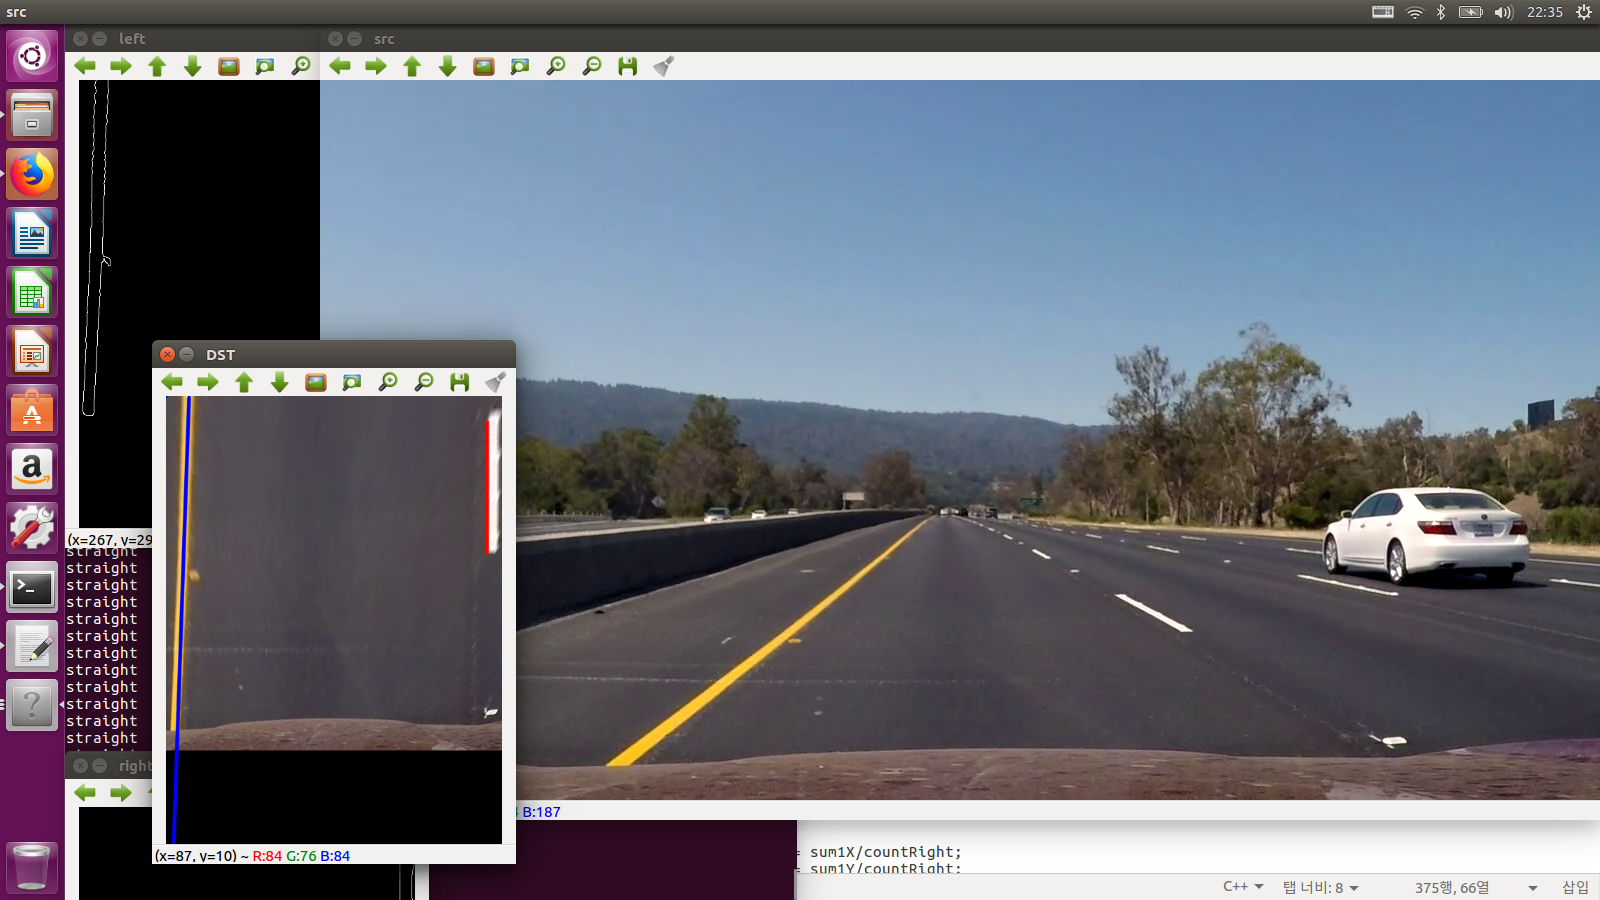 src
22:35
left
src
(x=267, y=29
straight
straight
straight
straight
straight
straight
straight
straight
straight
straight
straight
straight
right
DST
(x=87, y=10) ~ R:84 G:76 B:84
B:187
= sum1X/countRight;
= sum1Y/countRight;
C++
탭 너비: 8
375행, 66열
삽입